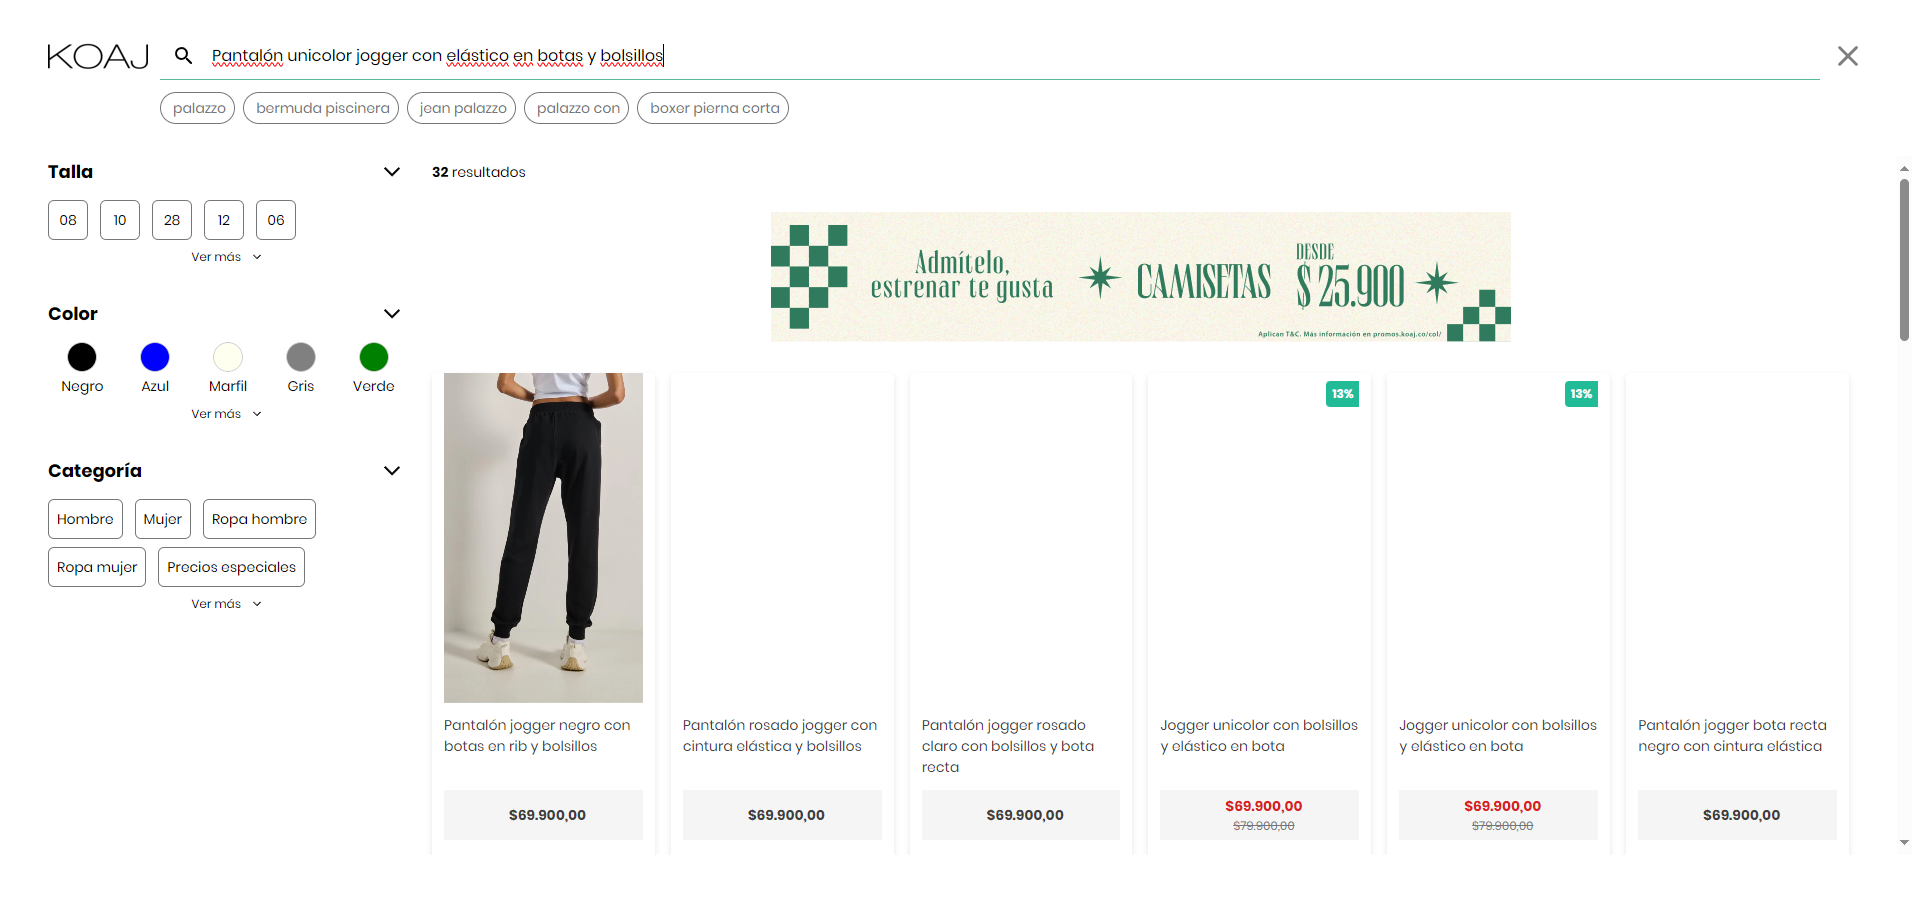 KOAJ
Pantalón unicolor jogger con elástico en botas y bolsillos
palazzo
bermuda piscinera
jean palazzo
palazzo con
boxer pierna corta
Talla
08
10
28
12
06
Ver más
Color
Negro
Azul
Marfil
Gris
Verde
Ver más
Categoría
Hombre
Mujer
Ropa hombre
Ropa mujer
Precios especiales
Ver más
32 resultados
Admítelo,
estrenar te gusta
CAMISETAS
DESDE
$ 25.900
Aplican T&C. Más información en promos.koaj.co/col/
Pantalón jogger negro con
botas en rib y bolsillos
$69.900,00
Pantalón rosado jogger con
cintura elástica y bolsillos
$69.900,00
Pantalón jogger rosado
claro con bolsillos y bota
recta
$69.900,00
13%
Jogger unicolor con bolsillos
y elástico en bota
$69.900,00
$79.900,00
13%
Jogger unicolor con bolsillos
y elástico en bota
$69.900,00
$79.900,00
Pantalón jogger bota recta
negro con cintura elástica
$69.900,00